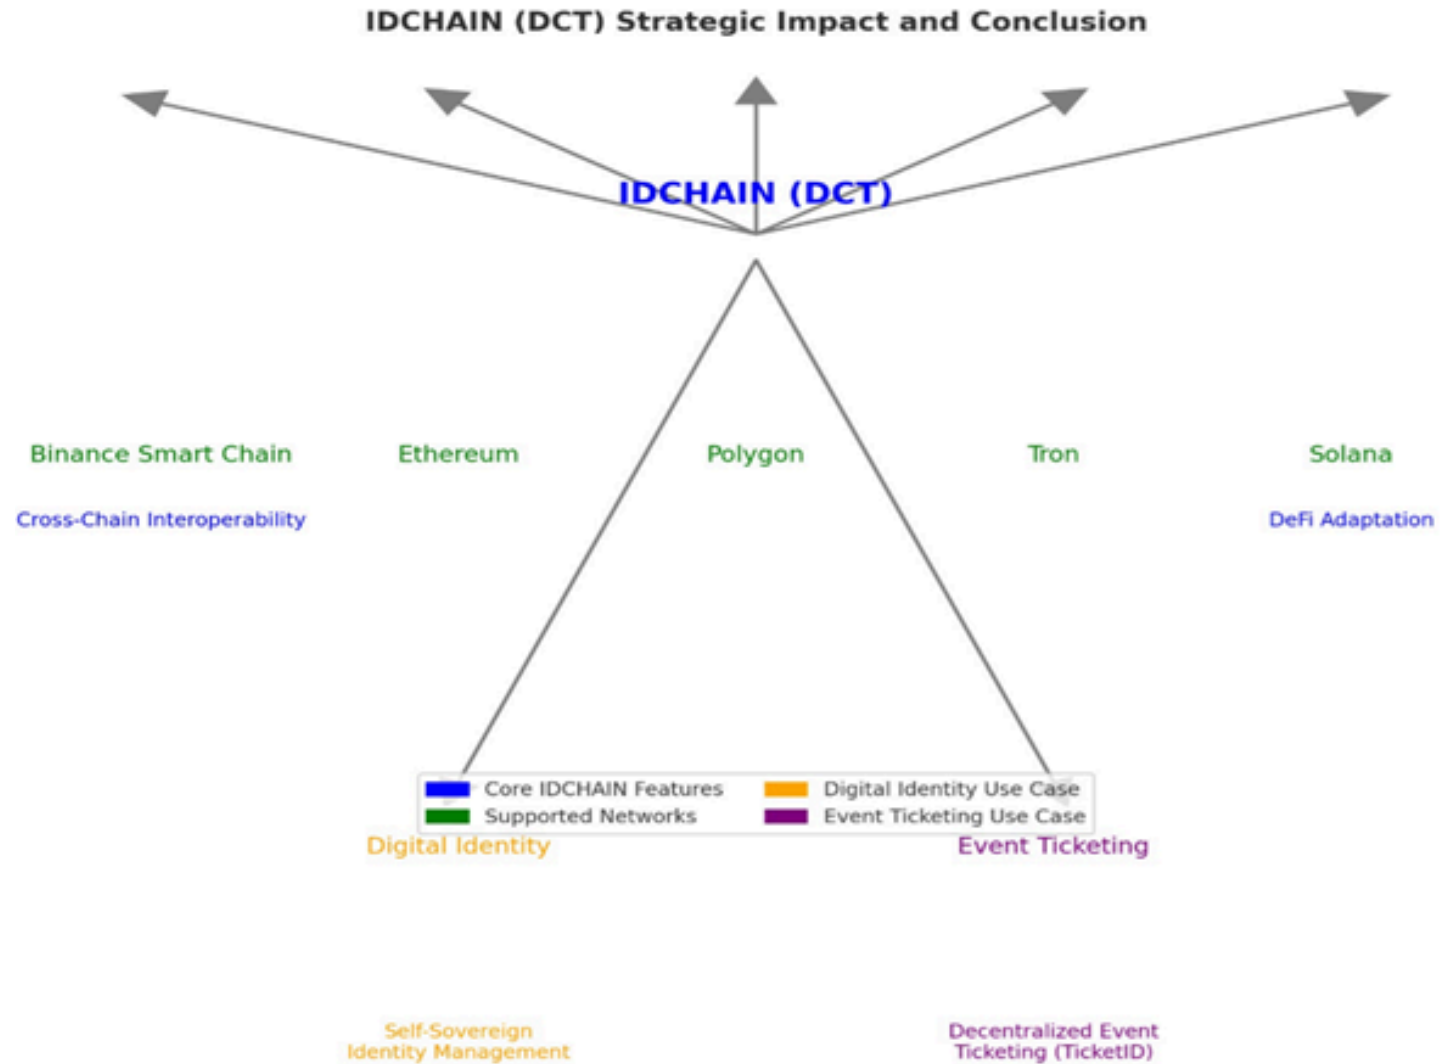 IDCHAIN (DCT) Strategic Impact and Conclusion
IDCHAIN (DCT)
Binance Smart Chain
Ethereum
Polygon
Tron
Solana
Cross-Chain Interoperability
DeFi Adaptation
Core IDCHAIN Features
Digital Identity Use Case
Supported Networks
Event Ticketing Use Case
Digital Identity
Event Ticketing
Self-Sovereign
Identity Management
Decentralized Event
Ticketing (TicketID)